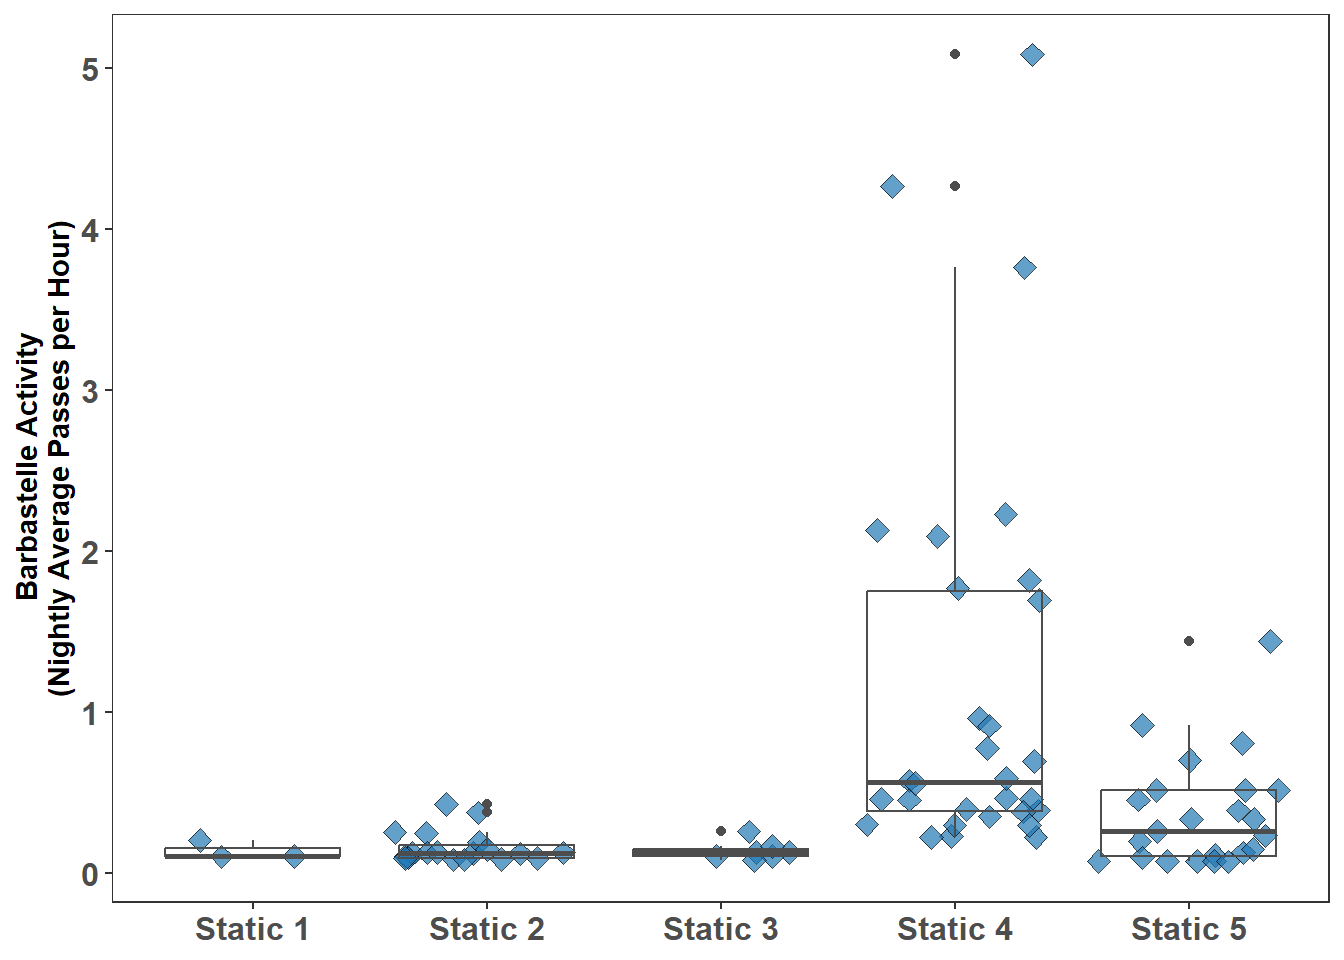 Barbastelle Activity
(Nightly Average Passes per Hour)
5
4
3
2
1
0
Static 1
Static 2
Static 3
Static 4
Static 5